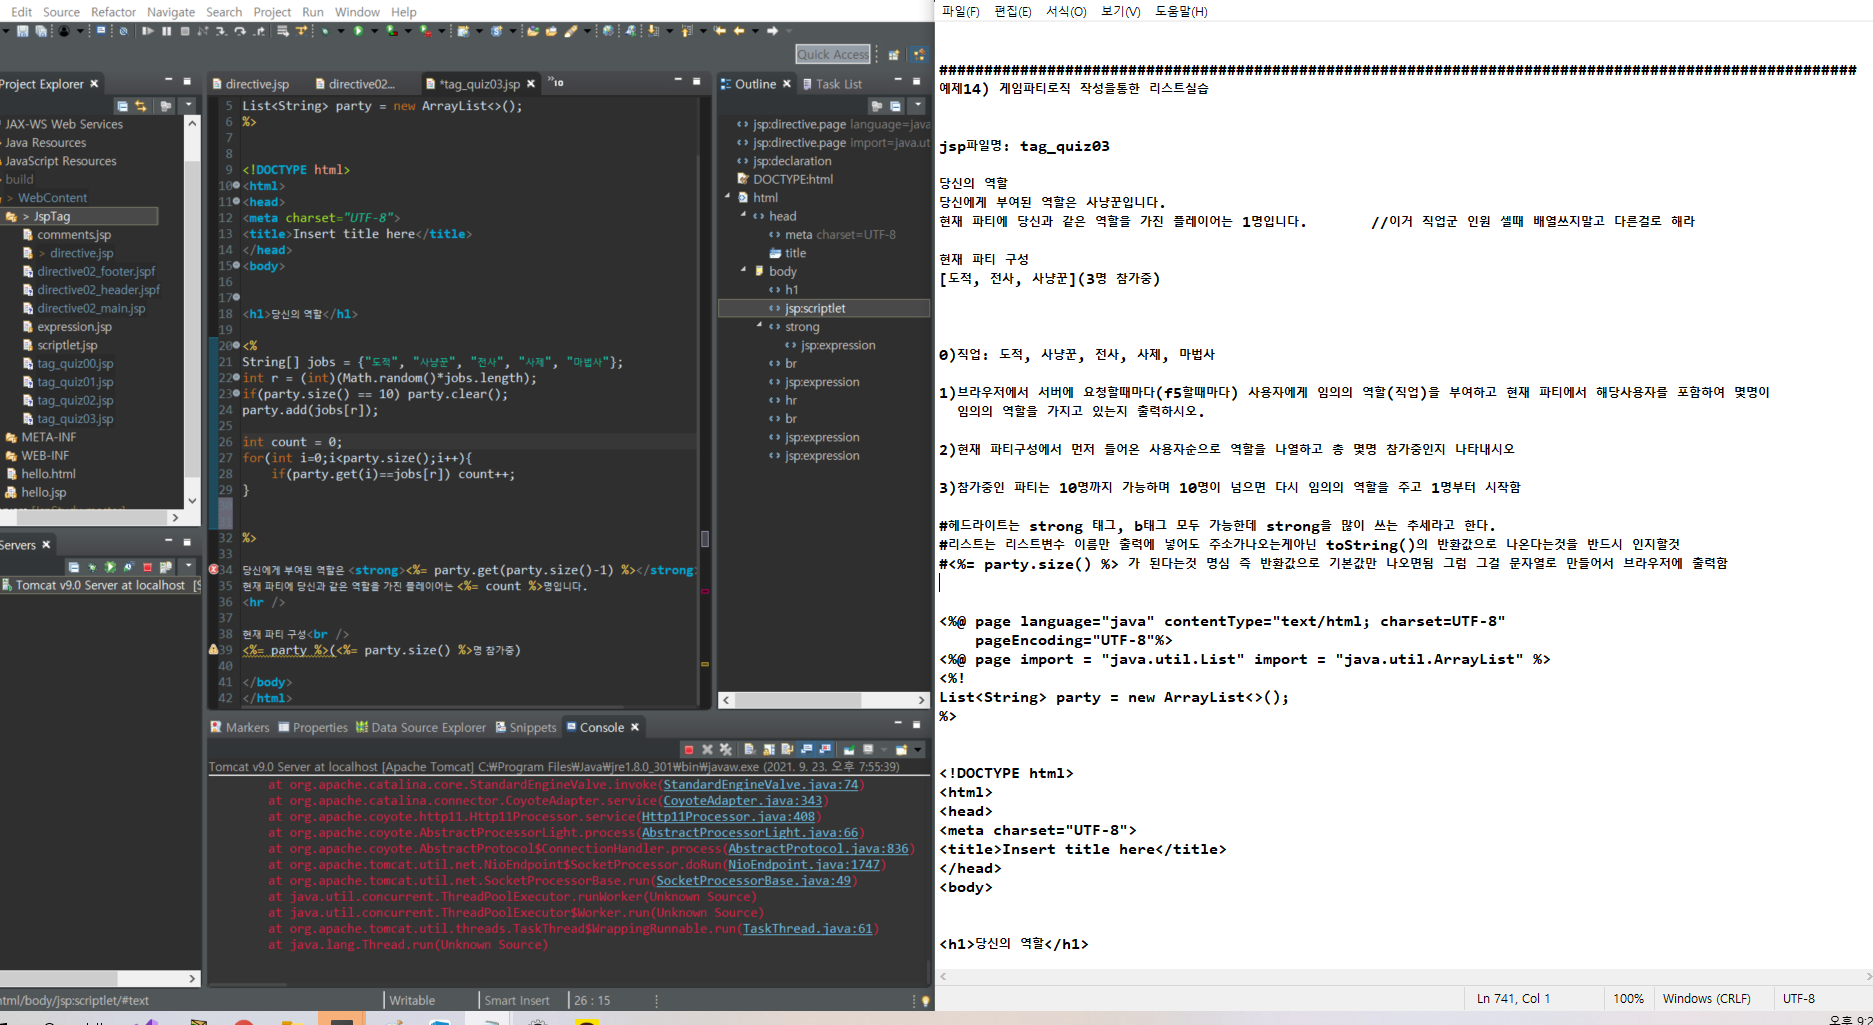 Edit Source Refactor Navigate Search Project Run Window Help
Quick Access
Project Explorer
JAX-WS Web Services
Java Resources
JavaScript Resources
build
> WebContent
> JspTag
comments.jsp
> directive.jsp
directive02_footer.jspf
directive02_header.jspf
directive02_main.jsp
expression.jsp
scriptlet.jsp
tag_quiz00.jsp
tag_quiz01.jsp
tag_quiz02.jsp
tag_quiz03.jsp
META-INF
WEB-INF
hello.html
hello.jsp
Servers
Tomcat v9.0 Server at localhost [S
directive.jsp directive02... *tag_quiz03.jsp »10
5 List<String> party = new ArrayList<>();
6 %>
7
8
9 <!DOCTYPE html>
10 <html>
11 <head>
12 <meta charset="UTF-8">
13 <title>Insert title here</title>
14 </head>
15 <body>
16
17
18 <h1>당신의 역할</h1>
19
20 <%
21 String[] jobs = {"도적", "사냥꾼", "전사", "사제", "마법사"};
22 int r = (int)(Math.random()*jobs.length);
23 if(party.size() == 10) party.clear();
24 party.add(jobs[r]);
25
26 int count = 0;
27 for(int i=0;i<party.size();i++){
28 if(party.get(i)==jobs[r]) count++;
29 }
32 %>
33
34 당신에게 부여된 역할은 <strong><%= party.get(party.size()-1) %></strong>
35 현재 파티에 당신과 같은 역할을 가진 플레이어는 <%= count %>명입니다.
36 <hr />
37
38 현재 파티 구성<br />
39 <%= party %>(<%= party.size() %>명 참가중)
40
41 </body>
42 </html>
Outline Task List
jsp:directive.page language=java
jsp:directive.page import=java.ut
jsp:declaration
DOCTYPE:html
html
head
meta charset=UTF-8
title
body
h1
jsp:scriptlet
strong
jsp:expression
br
jsp:expression
hr
br
jsp:expression
jsp:expression
Markers Properties Data Source Explorer Snippets Console
Tomcat v9.0 Server at localhost [Apache Tomcat] C:₩Program Files₩Java₩jre1.8.0_301₩bin₩javaw.exe (2021. 9. 23. 오후 7:55:39)
at org.apache.catalina.core.StandardEngineValve.invoke(StandardEngineValve.java:74)
at org.apache.catalina.connector.CoyoteAdapter.service(CoyoteAdapter.java:343)
at org.apache.coyote.http11.Http11Processor.service(Http11Processor.java:408)
at org.apache.coyote.AbstractProcessorLight.process(AbstractProcessorLight.java:66)
at org.apache.coyote.AbstractProtocol$ConnectionHandler.process(AbstractProtocol.java:836)
at org.apache.tomcat.util.net.NioEndpoint$SocketProcessor.doRun(NioEndpoint.java:1747)
at org.apache.tomcat.util.net.SocketProcessorBase.run(SocketProcessorBase.java:49)
at java.util.concurrent.ThreadPoolExecutor.runWorker(Unknown Source)
at java.util.concurrent.ThreadPoolExecutor$Worker.run(Unknown Source)
at org.apache.tomcat.util.threads.TaskThread$WrappingRunnable.run(TaskThread.java:61)
at java.lang.Thread.run(Unknown Source)
html/body/jsp:scriptlet/#text Writable Smart Insert 26 : 15
파일(F) 편집(E) 서식(O) 보기(V) 도움말(H)
######################################################################################################
예제14) 게임파티로직 작성을통한 리스트실습
jsp파일명: tag_quiz03
당신의 역할
당신에게 부여된 역할은 사냥꾼입니다.
현재 파티에 당신과 같은 역할을 가진 플레이어는 1명입니다. //이거 직업군 인원 셀때 배열쓰지말고 다른걸로 해라
현재 파티 구성
[도적, 전사, 사냥꾼](3명 참가중)
0)직업: 도적, 사냥꾼, 전사, 사제, 마법사
1)브라우저에서 서버에 요청할때마다(f5할때마다) 사용자에게 임의의 역할(직업)을 부여하고 현재 파티에서 해당사용자를 포함하여 몇명이
임의의 역할을 가지고 있는지 출력하시오.
2)현재 파티구성에서 먼저 들어온 사용자순으로 역할을 나열하고 총 몇명 참가중인지 나타내시오
3)참가중인 파티는 10명까지 가능하며 10명이 넘으면 다시 임의의 역할을 주고 1명부터 시작함
#헤드라이트는 strong 태그, b태그 모두 가능한데 strong을 많이 쓰는 추세라고 한다.
#리스트는 리스트변수 이름만 출력에 넣어도 주소가나오는게아닌 toString()의 반환값으로 나온다는것을 반드시 인지할것
#<%= party.size() %> 가 된다는것 명심 즉 반환값으로 기본값만 나오면됨 그럼 그걸 문자열로 만들어서 브라우저에 출력함
<%@ page language="java" contentType="text/html; charset=UTF-8"
pageEncoding="UTF-8"%>
<%@ page import = "java.util.List" import = "java.util.ArrayList" %>
<%!
List<String> party = new ArrayList<>();
%>
<!DOCTYPE html>
<html>
<head>
<meta charset="UTF-8">
<title>Insert title here</title>
</head>
<body>
<h1>당신의 역할</h1>
Ln 741, Col 1 100% Windows (CRLF) UTF-8